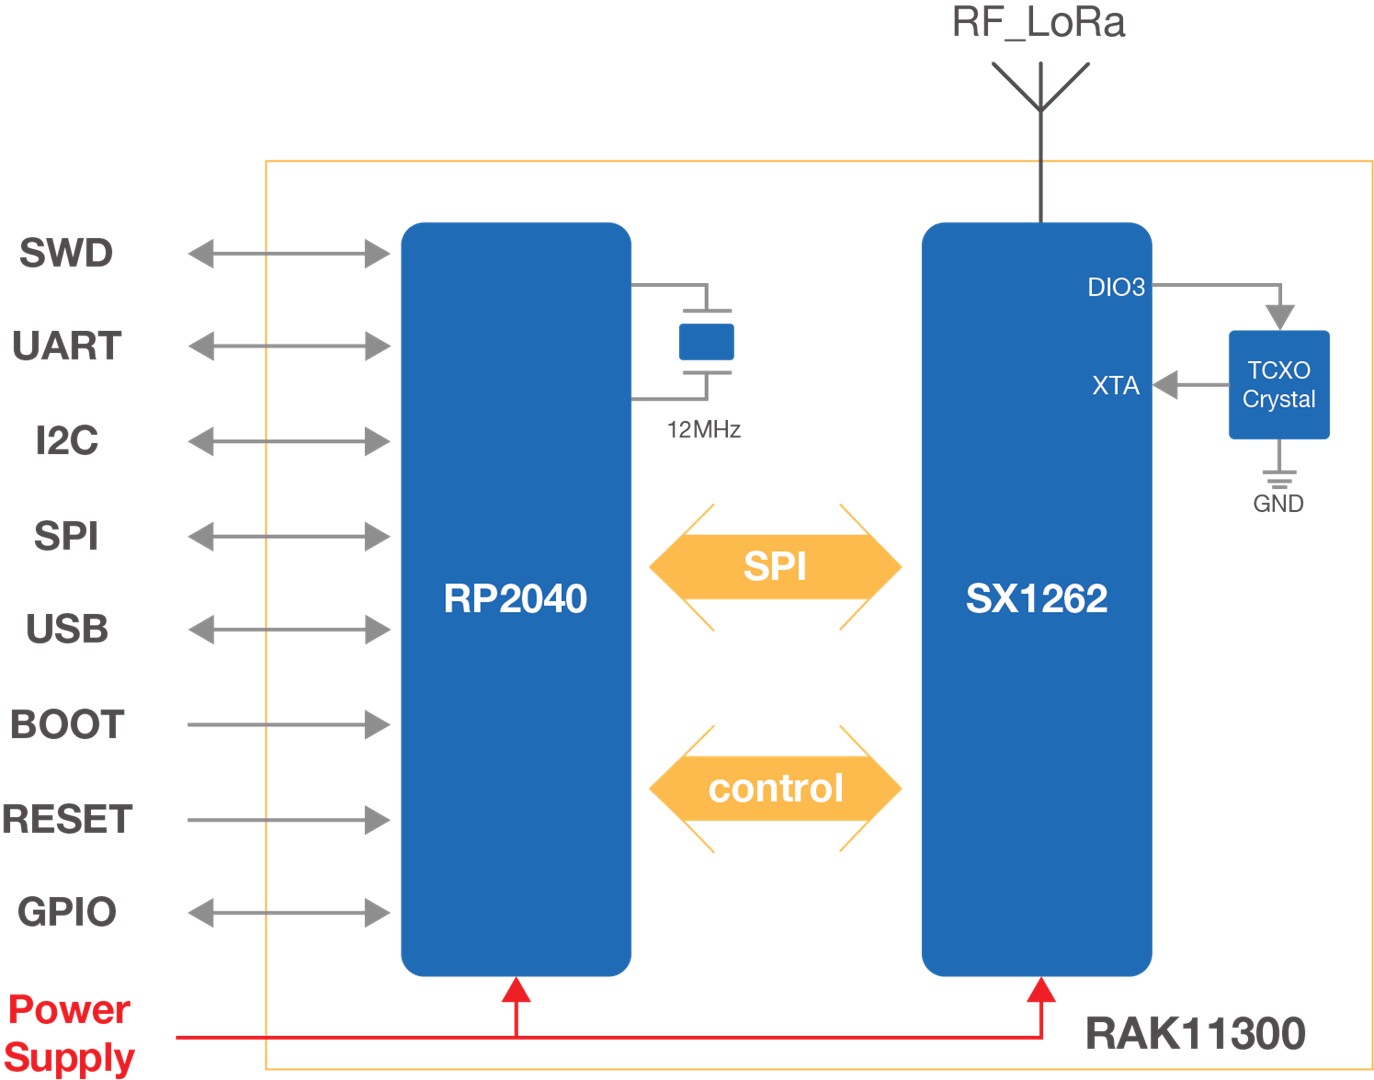 RF_LoRa
SWD
UART
I2C
SPI
USB
BOOT
RESET
GPIO
Power
Supply
RP2040
12MHz
SPI
control
SX1262
DIO3
XTA
TCXO
Crystal
GND
RAK11300